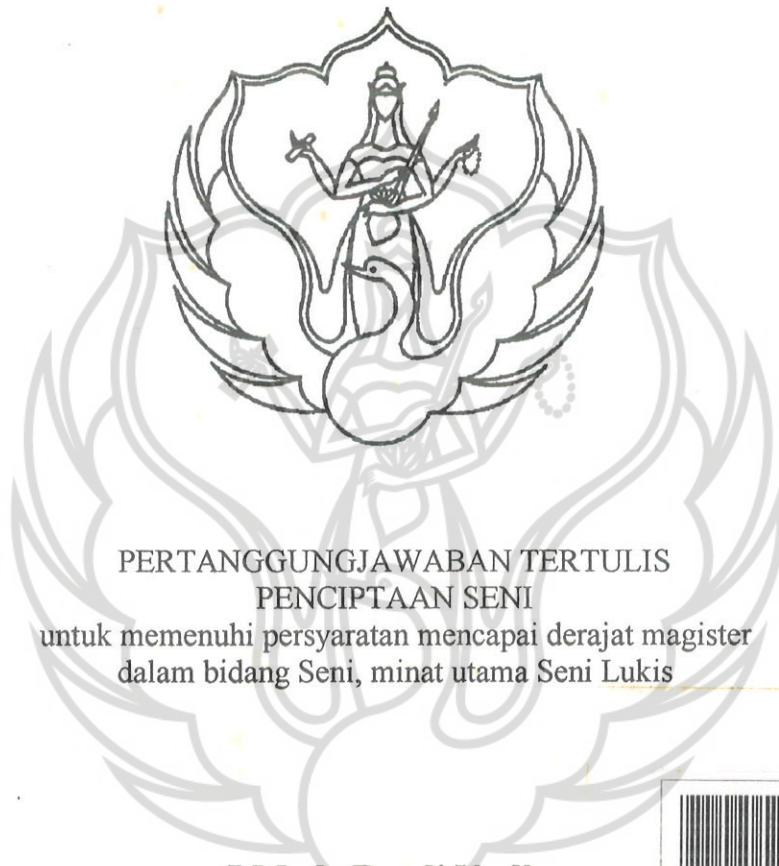 PERTANGGUNGJAWABAN TERTULIS
PENCIPTAAN SENI
untuk memenuhi persyaratan mencapai derajat magister
dalam bidang Seni, minat utama Seni Lukis